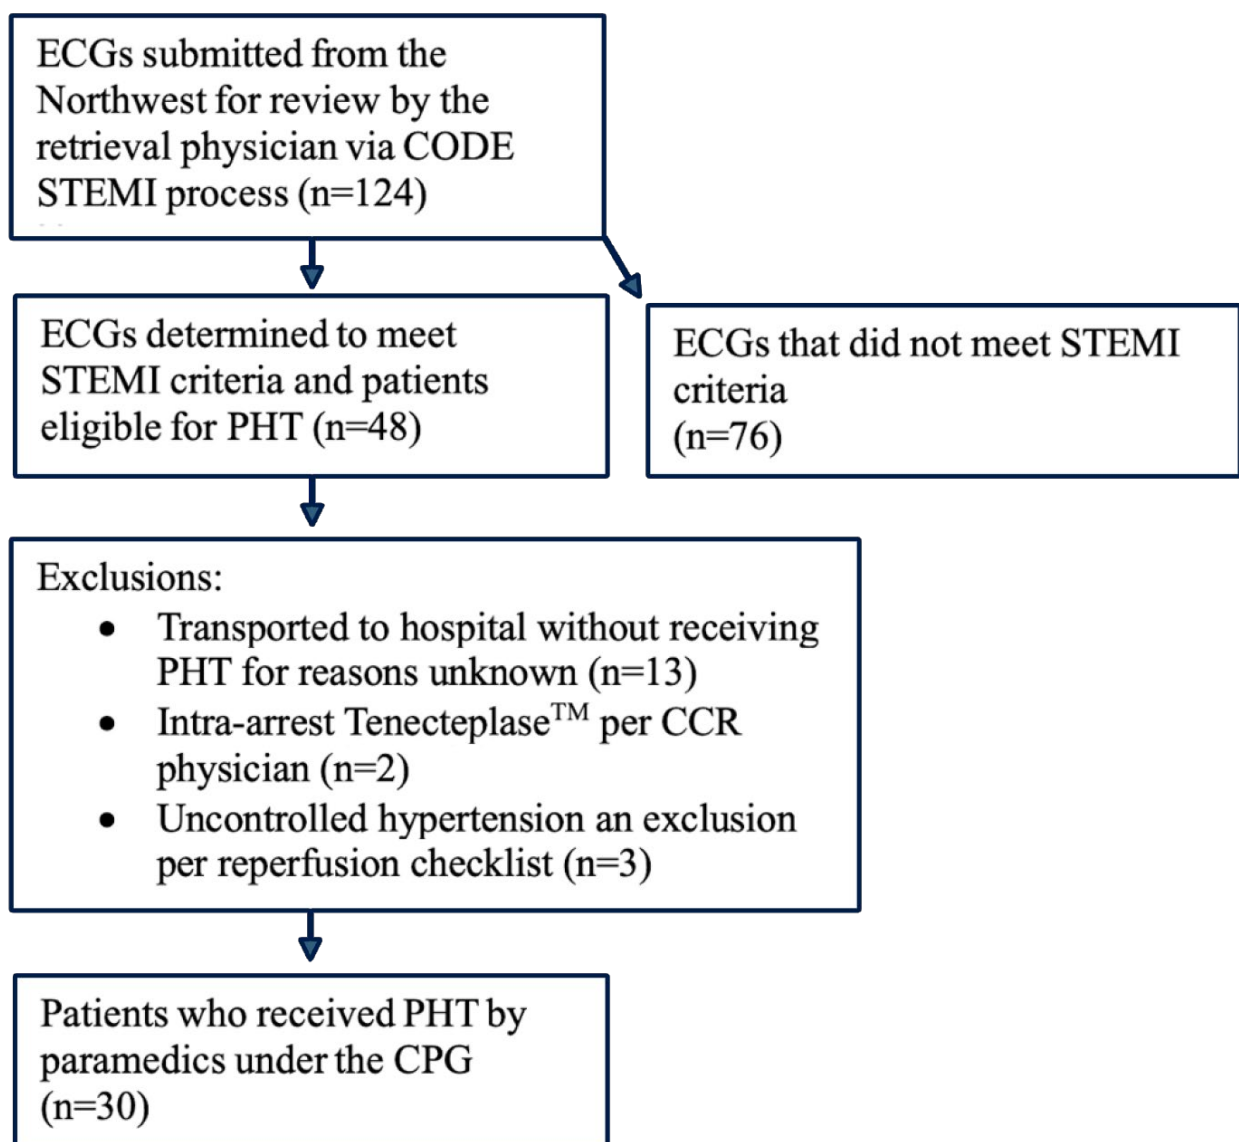 ECGs submitted from the
Northwest for review by the
retrieval physician via CODE
STEMI process (n=124)
ECGs determined to meet
STEMI criteria and patients
eligible for PHT (n=48)
ECGs that did not meet STEMI
criteria
(n=76)
Exclusions:
• Transported to hospital without receiving
PHT for reasons unknown (n=13)
• Intra-arrest Tenecteplase™ per CCR
physician (n=2)
• Uncontrolled hypertension an exclusion
per reperfusion checklist (n=3)
Patients who received PHT by
paramedics under the CPG
(n=30)